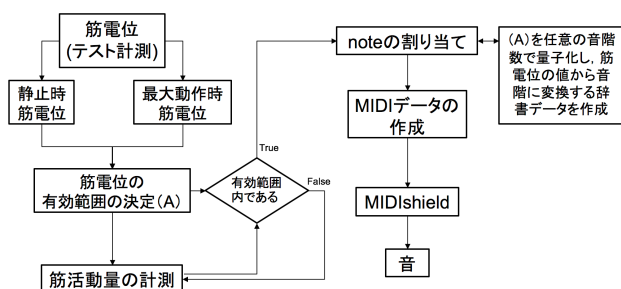 筋電位
(テスト計測)
静止時
筋電位
最大動作時
筋電位
筋電位の
有効範囲の決定(A)
筋活動量の計測
有効範囲
内である
True
False
noteの割り当て
(A)を任意の音階
数で量子化し，筋
電位の値から音
階に変換する辞
書データを作成
MIDIデータの
作成
MIDIshield
音